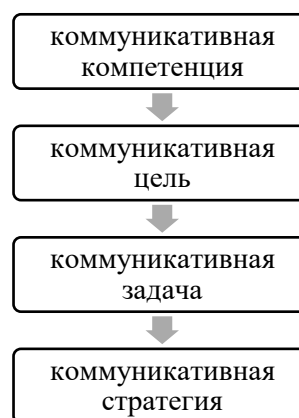 коммуникативная
компетенция
коммуникативная
цель
коммуникативная
задача
коммуникативная
стратегия